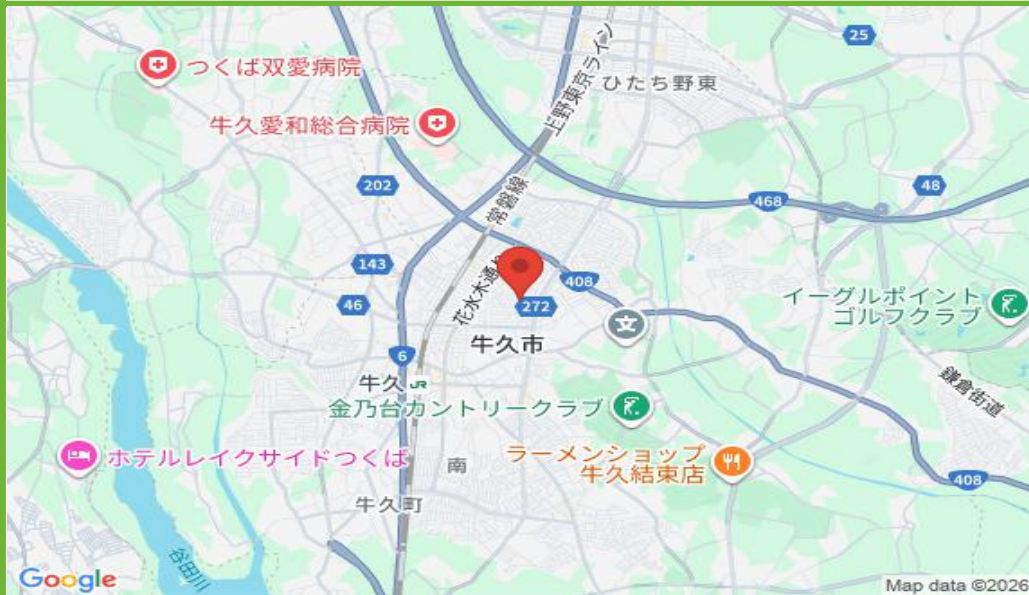 25
つくば双愛病院
上野東京ライン
ひたち野東
牛久愛和総合病院
202
48
468
常磐線
143
花水木通り
408
46
272
イーグルポイント
ゴルフクラブ
牛久市
6
牛久 JR
鎌倉街道
金乃台カントリークラブ
ホテルレイクサイドつくば
南
ラーメンショップ
牛久結束店
408
牛久町
谷田川
Google
Map data ©2026